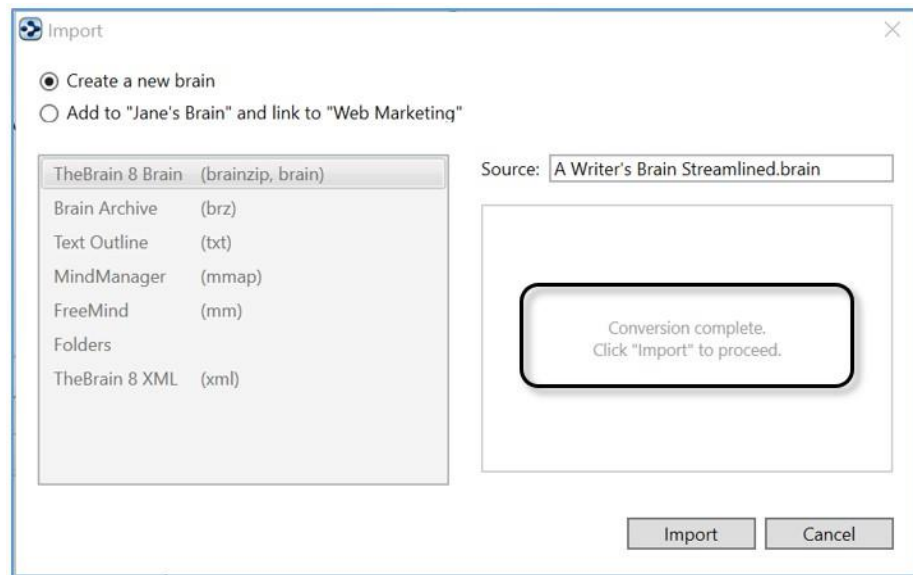 Import
Create a new brain
Add to "Jane's Brain" and link to "Web Marketing"
TheBrain 8 Brain (brainzip, brain)
Brain Archive (brz)
Text Outline (txt)
MindManager (mmap)
FreeMind (mm)
Folders
TheBrain 8 XML (xml)
Source: A Writer's Brain Streamlined.brain
Conversion complete.
Click "Import" to proceed.
Import Cancel